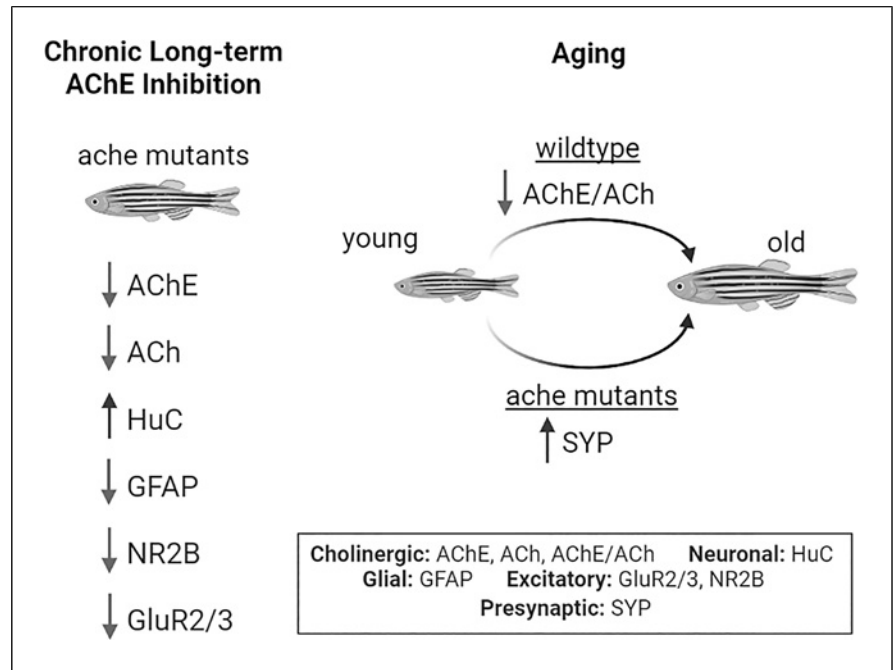 Chronic Long-term
AChE Inhibition
ache mutants
AChE
ACh
HuC
GFAP
NR2B
GluR2/3
Aging
wildtype
AChE/ACh
young
old
ache mutants
SYP
Cholinergic: AChE, ACh, AChE/ACh Neuronal: HuC
Glial: GFAP Excitatory: GluR2/3, NR2B
Presynaptic: SYP